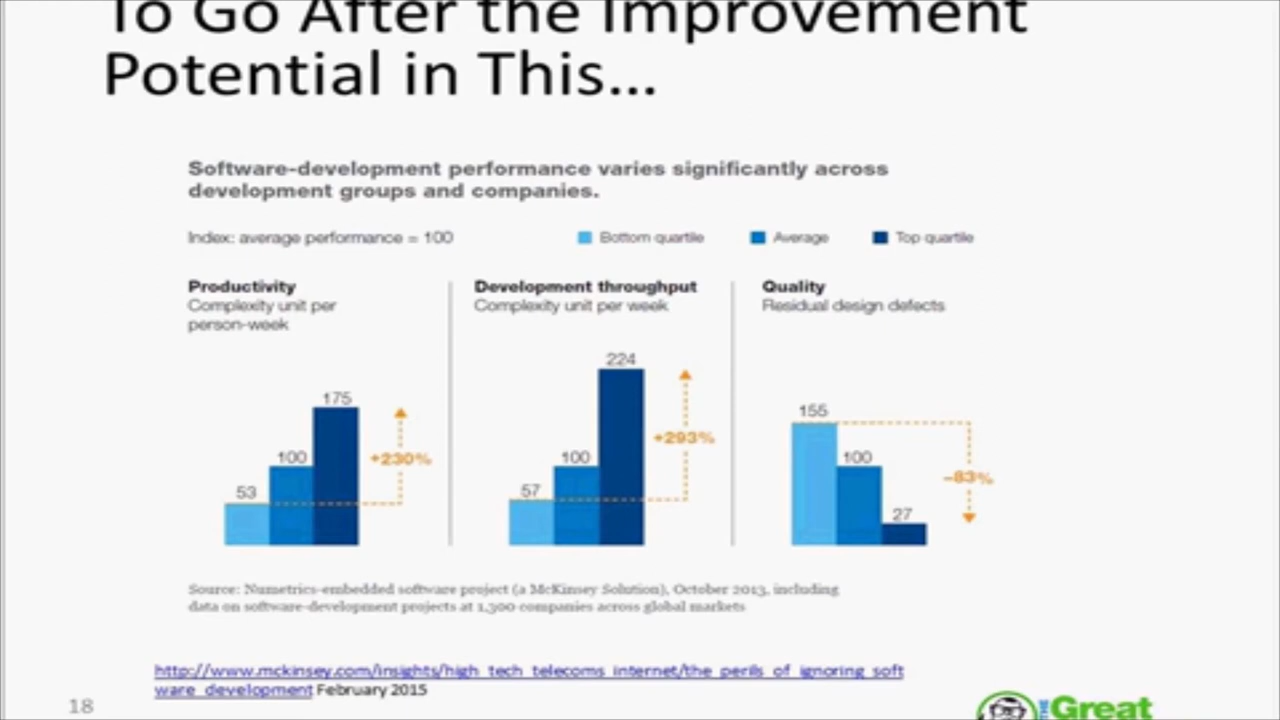 To Go After the Improvement
Potential in This...
Software-development performance varies significantly across
development groups and companies.
Index: average performance = 100
Bottom quartile
Average
Top quartile
Productivity
Complexity unit per
person-week
53
100
175
+230%
Development throughput
Complexity unit per week
57
100
224
+293%
Quality
Residual design defects
155
100
27
-83%
Source: Numetrics-embedded software project (a McKinsey Solution), October 2013, including
data on software-development projects at 1,300 companies across global markets
http://www.mckinsey.com/insights/high_tech_telecoms_internet/the_perils_of_ignoring_soft
ware_development February 2015
18
THE Great